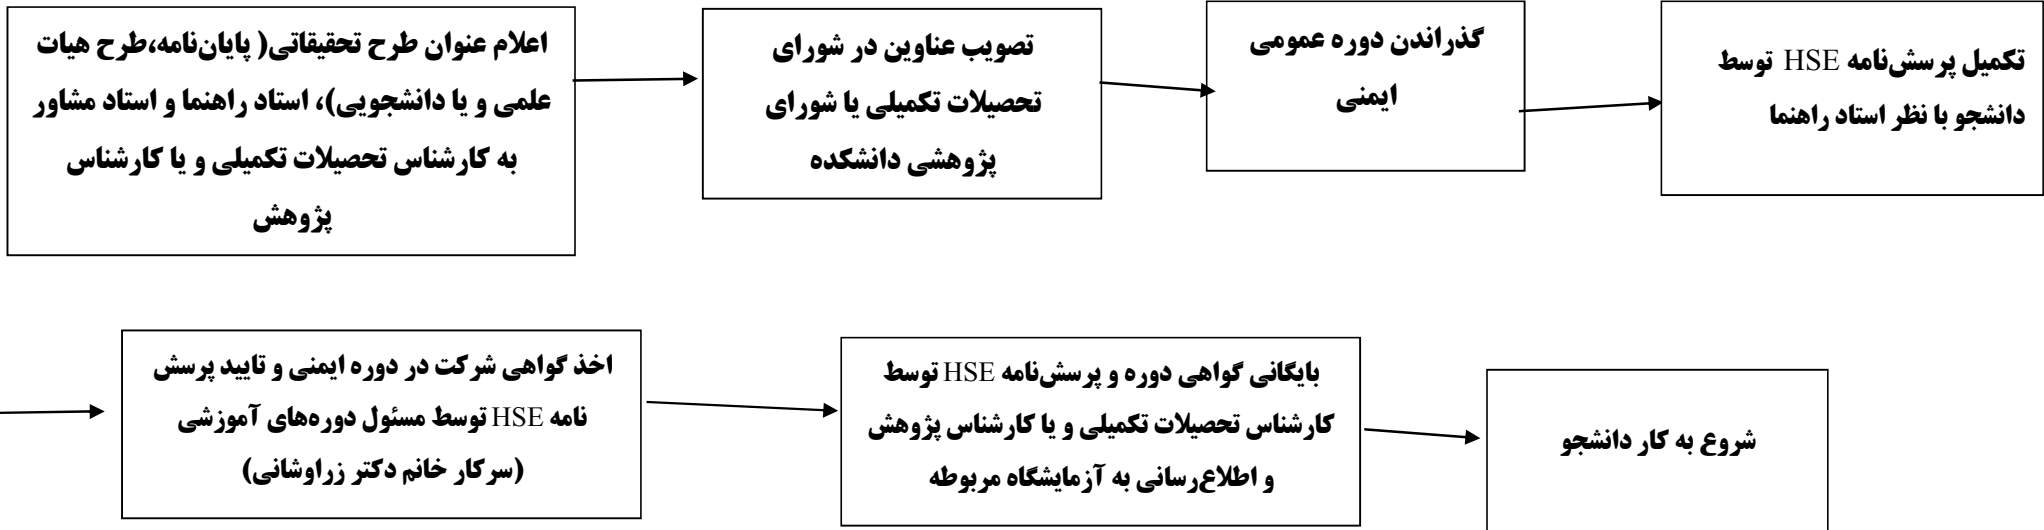 اعلام عنوان طرح تحقیقاتی( پایان‌نامه،طرح هیات
علمی و یا دانشجویی)، استاد راهنما و استاد مشاور
به کارشناس تحصیلات تکمیلی و یا کارشناس
پژوهش
تصویب عناوین در شورای
تحصیلات تکمیلی یا شورای
پژوهشی دانشکده
گذراندن دوره عمومی
ایمنی
تکمیل پرسش‌نامه HSE توسط
دانشجو با نظر استاد راهنما
اخذ گواهی شرکت در دوره ایمنی و تایید پرسش
نامه HSE توسط مسئول دوره‌های آموزشی
(سرکار خانم دکتر زراوشانی)
بایگانی گواهی دوره و پرسش‌نامه HSE توسط
کارشناس تحصیلات تکمیلی و یا کارشناس پژوهش
و اطلاع‌رسانی به آزمایشگاه مربوطه
شروع به کار دانشجو